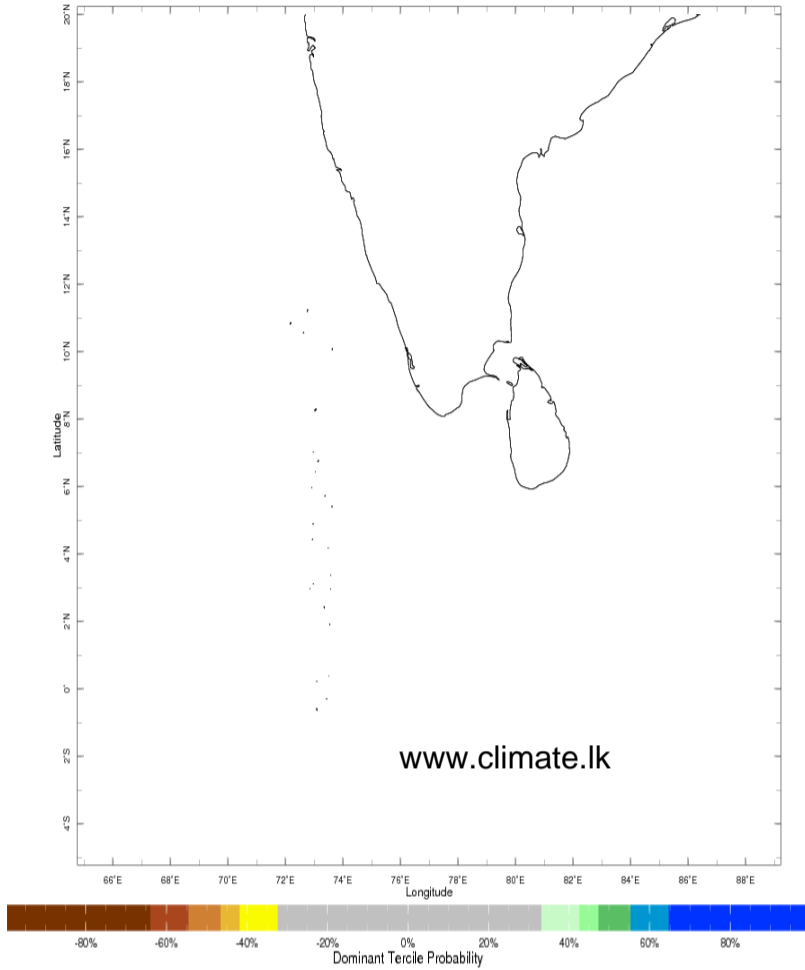 20°N
18°N
16°N
14°N
12°N
10°N
8°N
6°N
4°N
2°N
0°
2°S
4°S
Latitude
www.climate.lk
66°E 68°E 70°E 72°E 74°E 76°E 78°E 80°E 82°E 84°E 86°E 88°E
Longitude
-80% -60% -40% -20% 0% 20% 40% 60% 80%
Dominant Tercile Probability